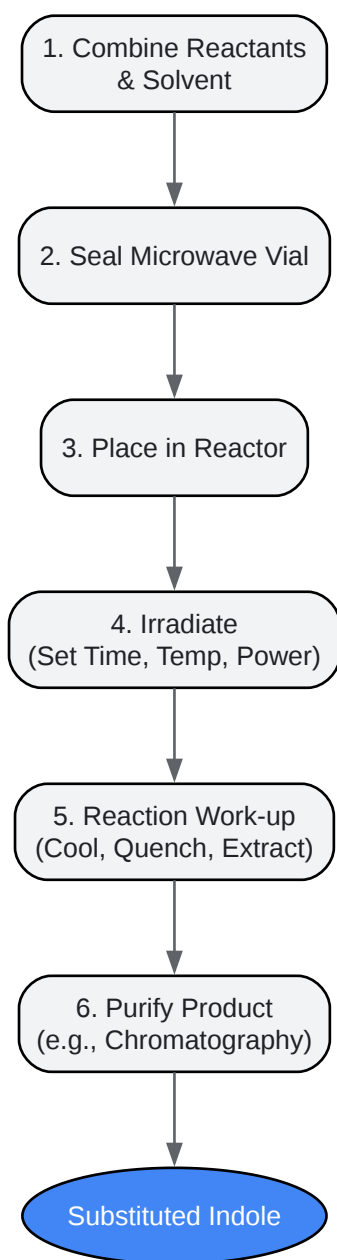 1. Combine Reactants
& Solvent
2. Seal Microwave Vial
3. Place in Reactor
4. Irradiate
(Set Time, Temp, Power)
5. Reaction Work-up
(Cool, Quench, Extract)
6. Purify Product
(e.g., Chromatography)
Substituted Indole